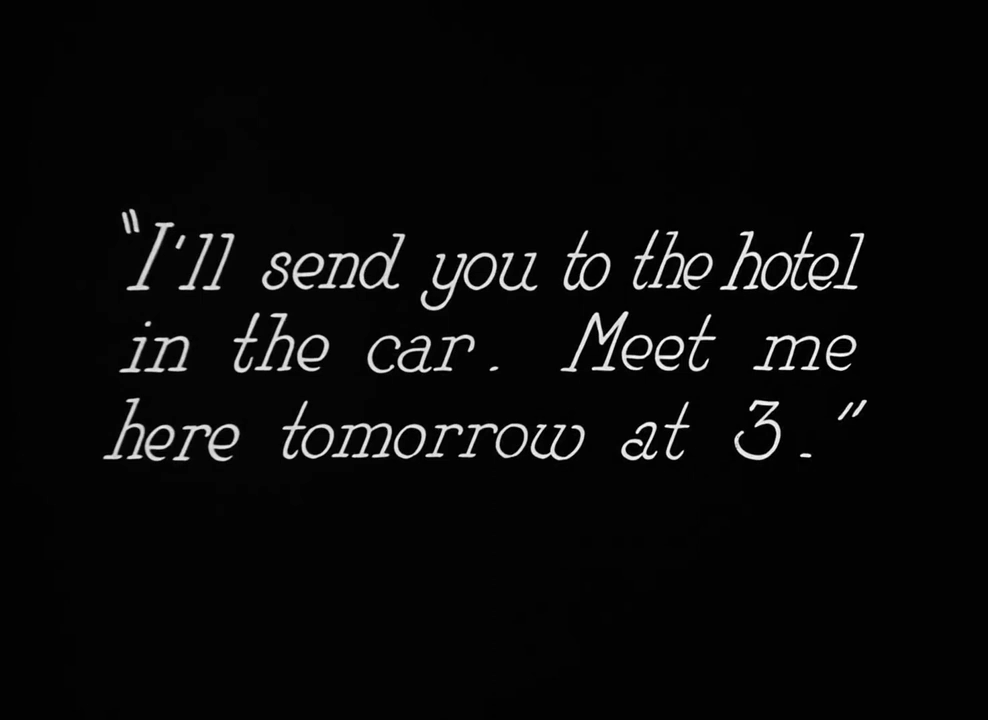 "I'll send you to the hotel
in the car. Meet me
here tomorrow at 3."